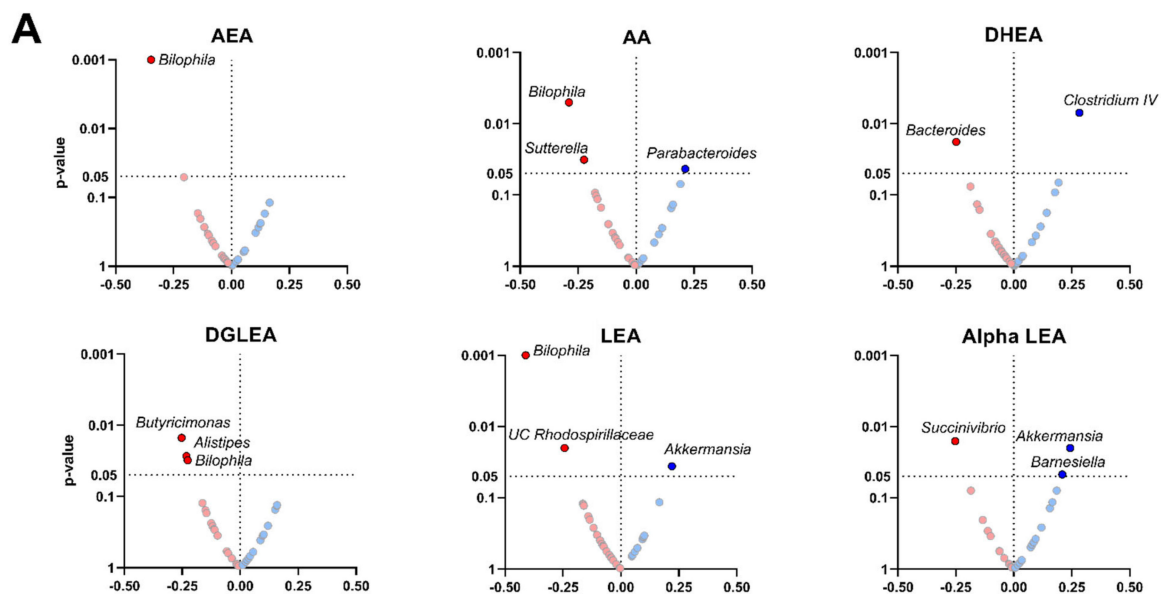 A
AEA
p-value
0.001
0.01
0.05
0.1
1
Bilophila
-0.50 -0.25 0.00 0.25 0.50
AA
0.001
0.01
0.05
0.1
1
Bilophila
Sutterella
Parabacteroides
-0.50 -0.25 0.00 0.25 0.50
DHEA
0.001
0.01
0.05
0.1
1
Clostridium IV
Bacteroides
-0.50 -0.25 0.00 0.25 0.50
DGLEA
p-value
0.001
0.01
0.05
0.1
1
Butyricimonas
Alistipes
Bilophila
-0.50 -0.25 0.00 0.25 0.50
LEA
0.001
0.01
0.05
0.1
1
Bilophila
UC Rhodospirillaceae
Akkermansia
-0.50 -0.25 0.00 0.25 0.50
Alpha LEA
0.001
0.01
0.05
0.1
1
Succinivibrio
Akkermansia
Barnesiella
-0.50 -0.25 0.00 0.25 0.50